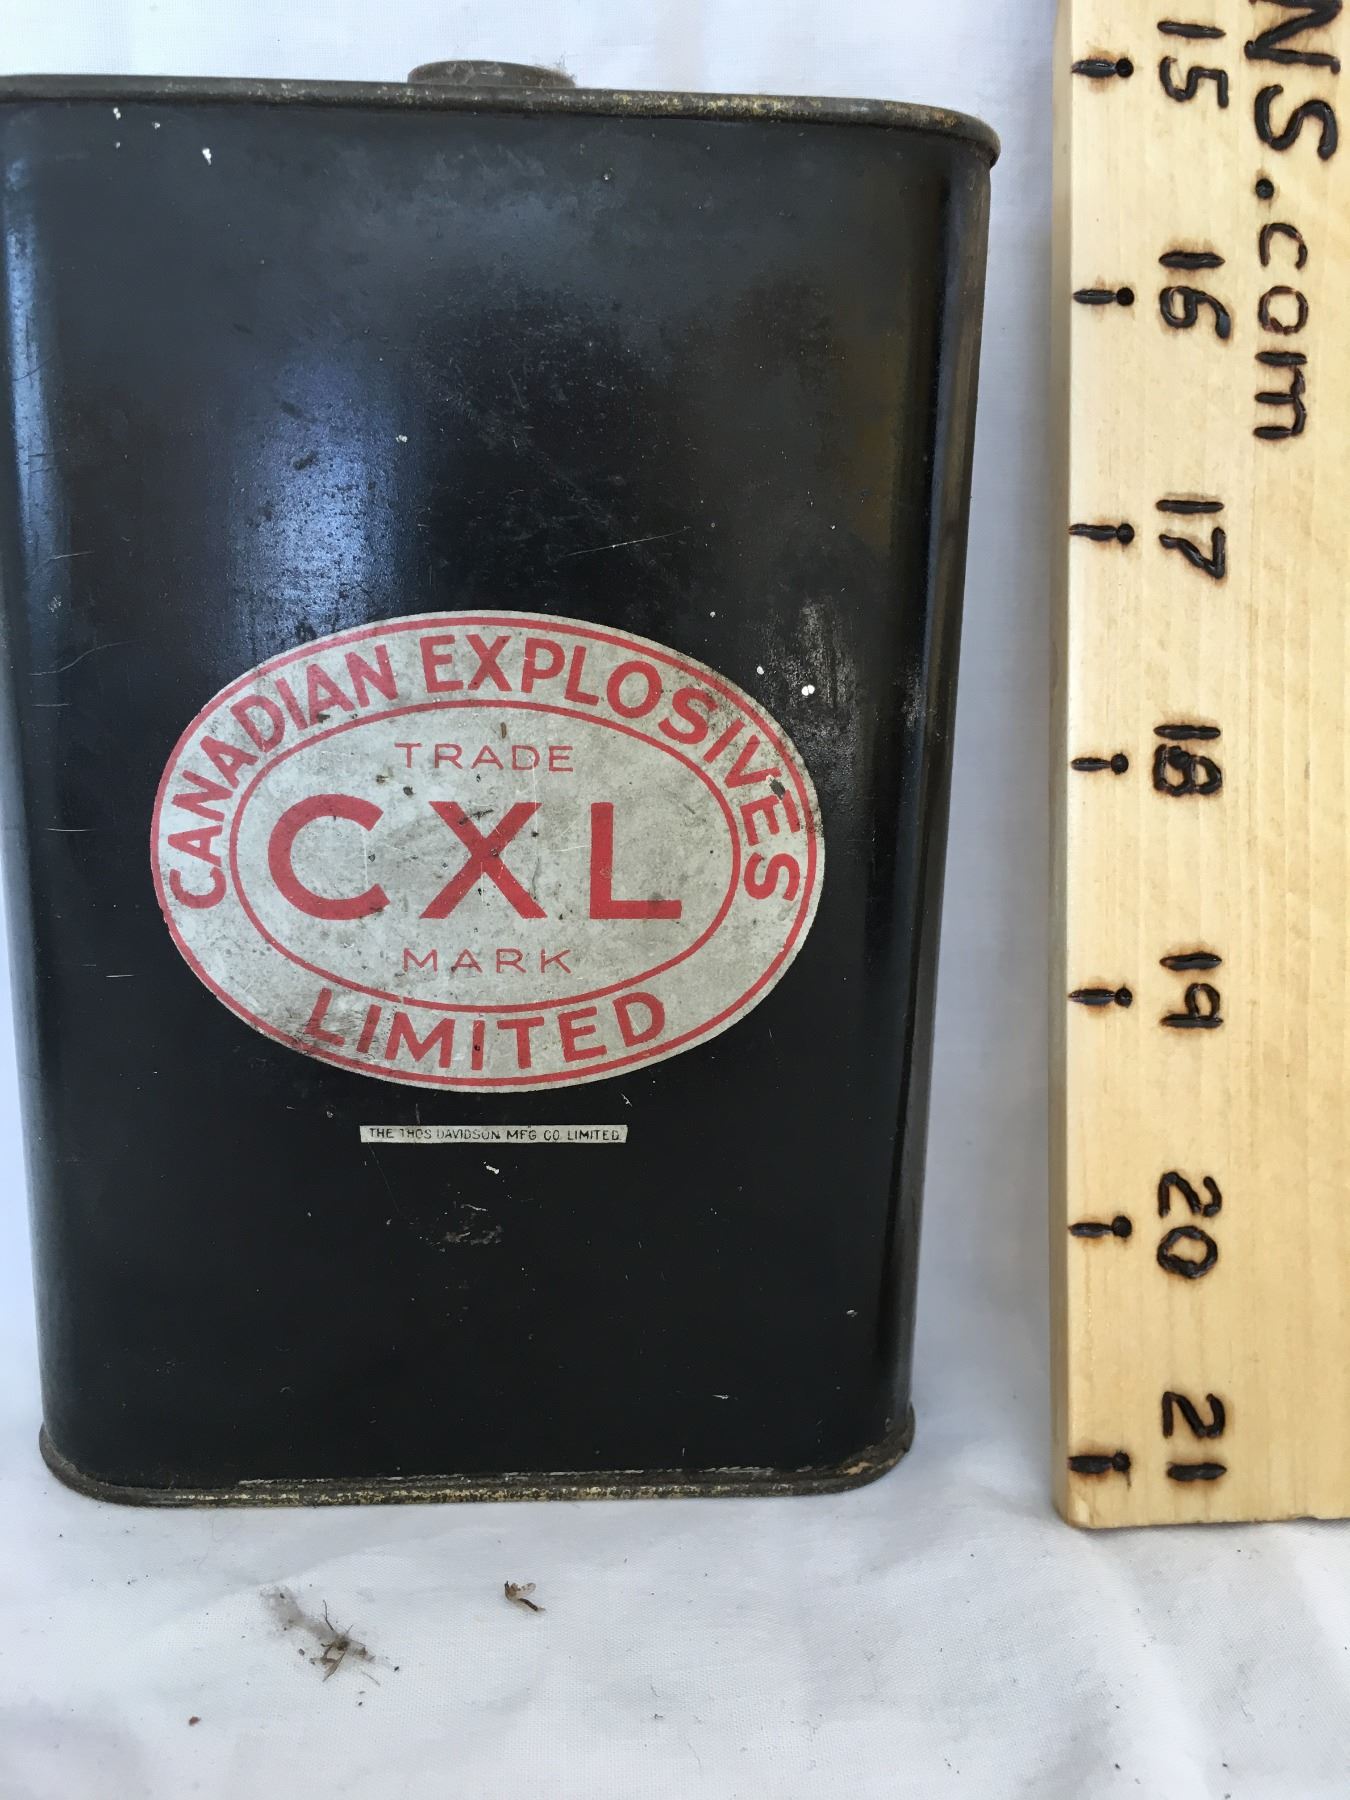 CANADIAN EXPLOSIVES
TRADE
CXL
MARK
LIMITED
THE THOS DAVIDSON MFG CO LIMITED
NS.com
15
16
17
18
19
20
21